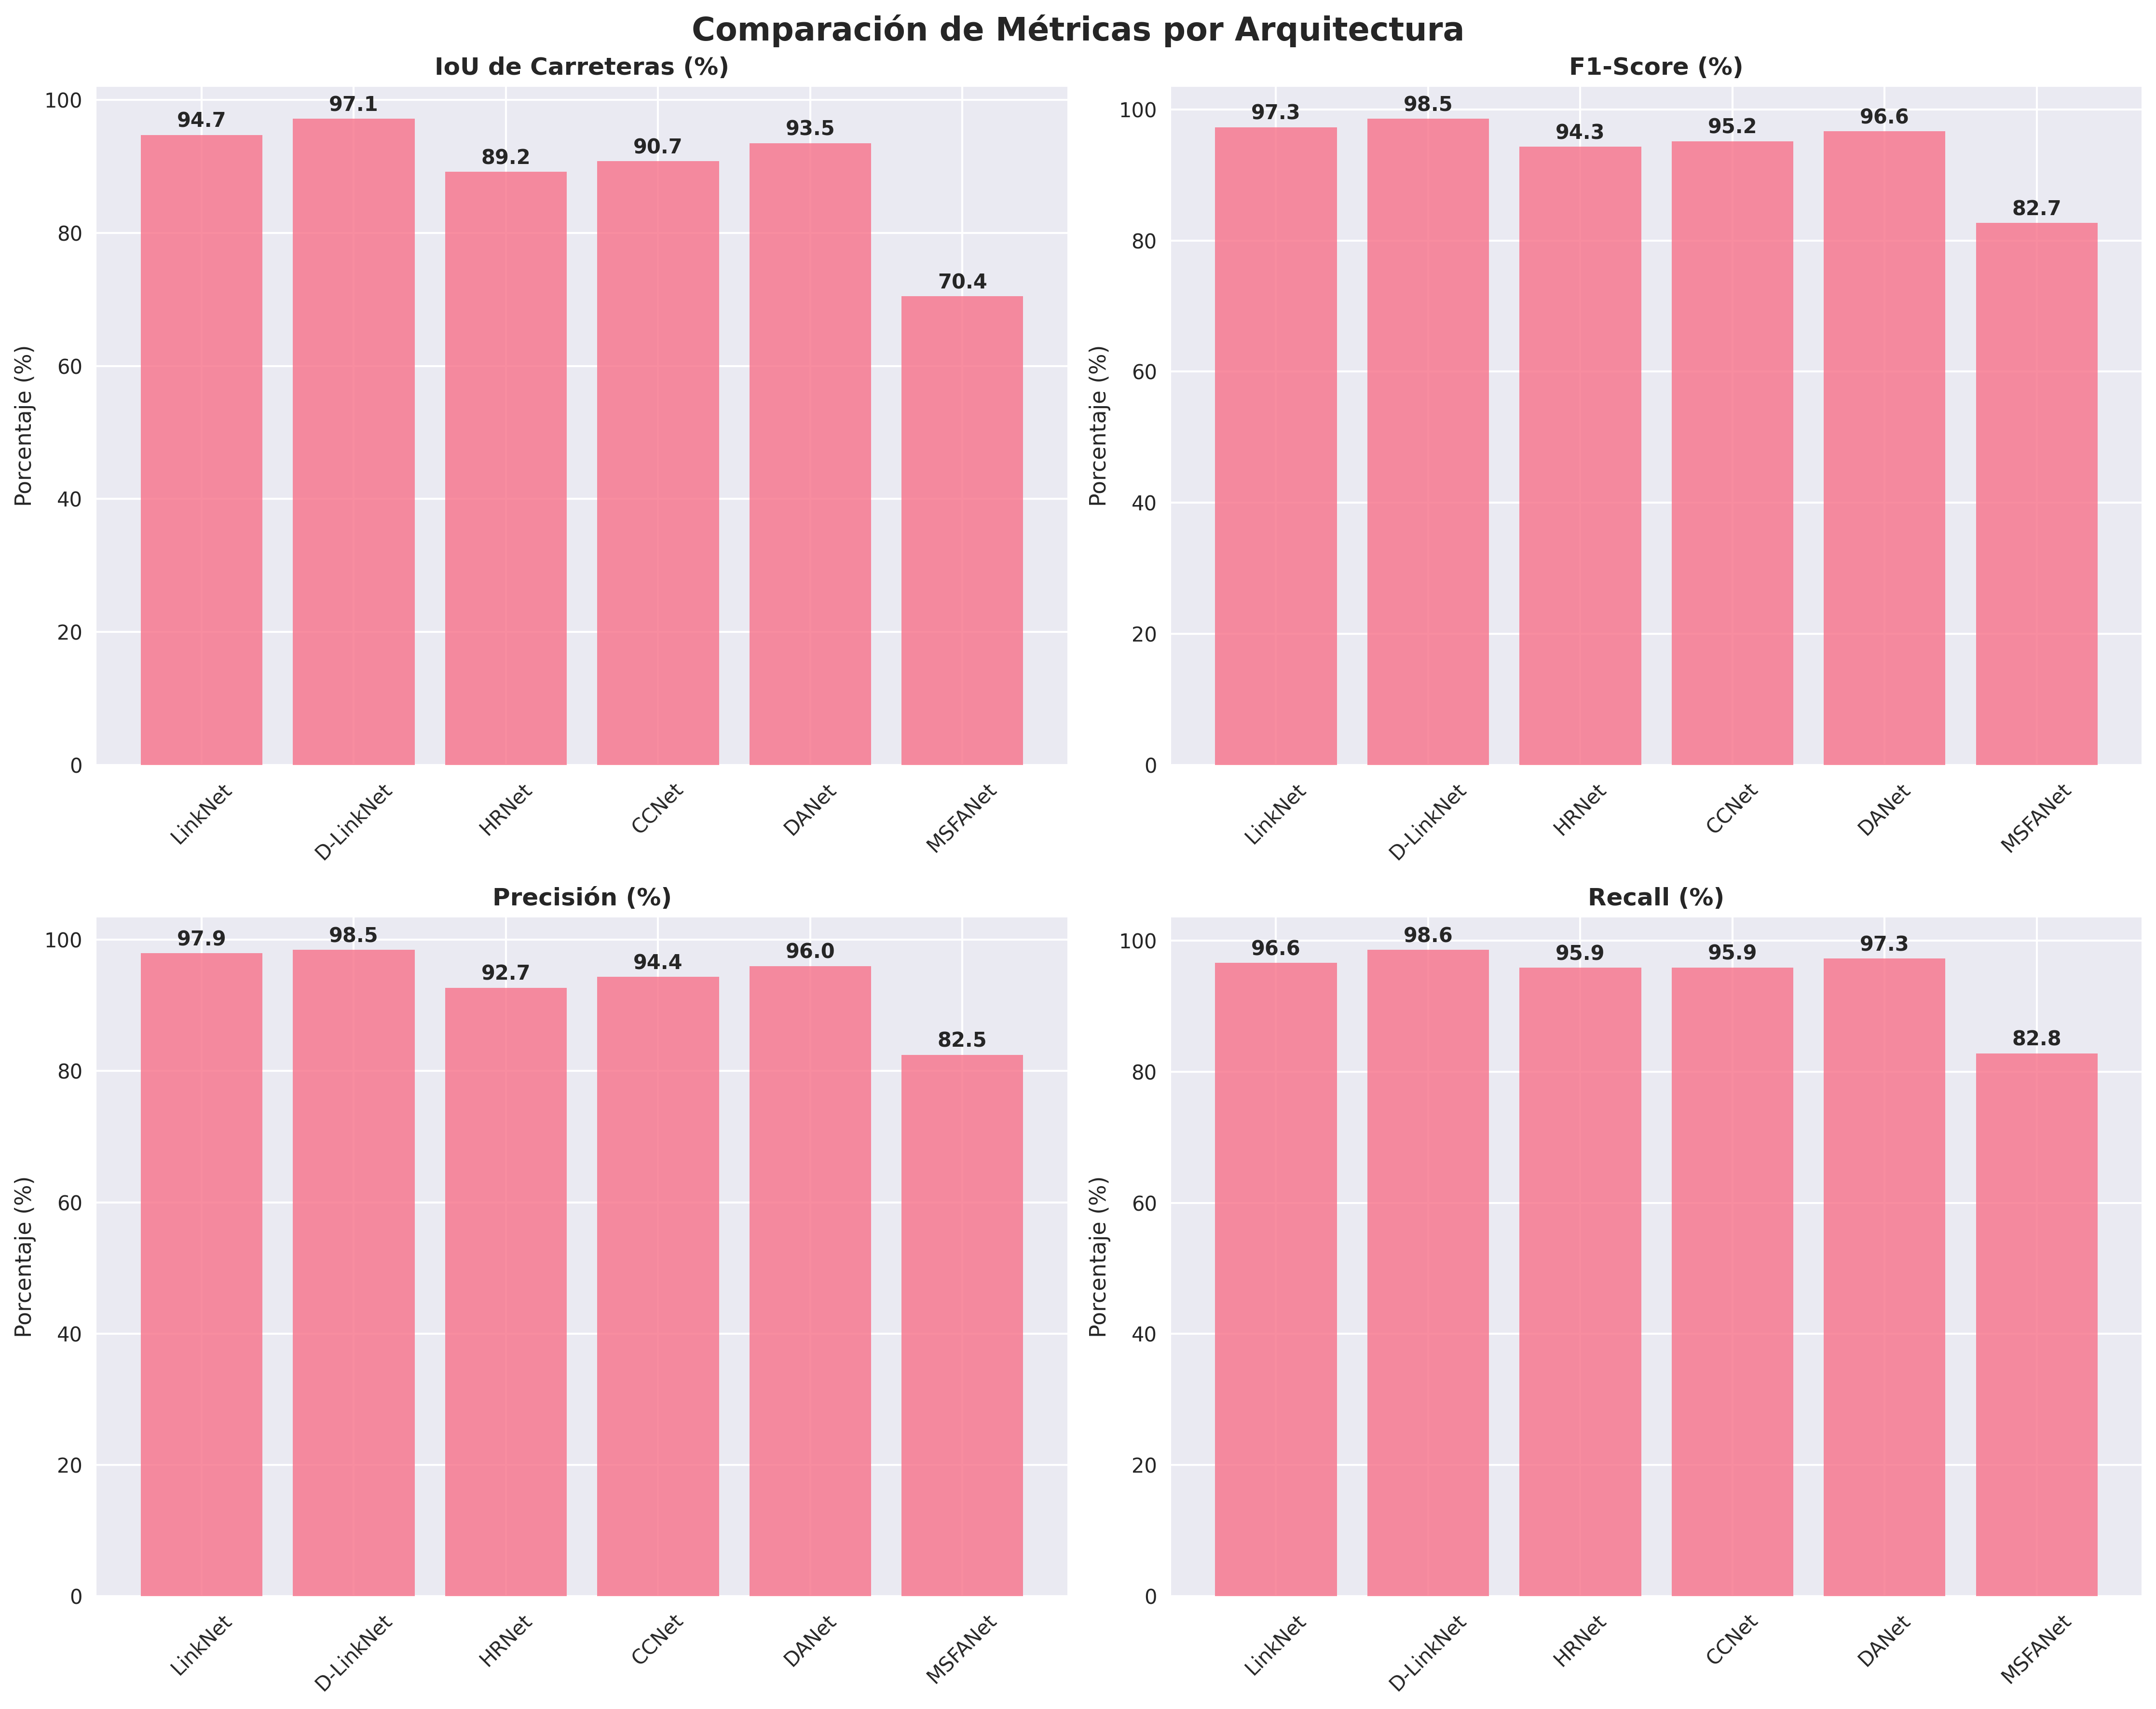 Comparación de Métricas por Arquitectura
IoU de Carreteras (%)
Porcentaje (%)
100
80
60
40
20
0
94.7
97.1
89.2
90.7
93.5
70.4
LinkNet
D-LinkNet
HRNet
CCNet
DANet
MSFANet
F1-Score (%)
Porcentaje (%)
100
80
60
40
20
0
97.3
98.5
94.3
95.2
96.6
82.7
LinkNet
D-LinkNet
HRNet
CCNet
DANet
MSFANet
Precisión (%)
Porcentaje (%)
100
80
60
40
20
0
97.9
98.5
92.7
94.4
96.0
82.5
LinkNet
D-LinkNet
HRNet
CCNet
DANet
MSFANet
Recall (%)
Porcentaje (%)
100
80
60
40
20
0
96.6
98.6
95.9
95.9
97.3
82.8
LinkNet
D-LinkNet
HRNet
CCNet
DANet
MSFANet